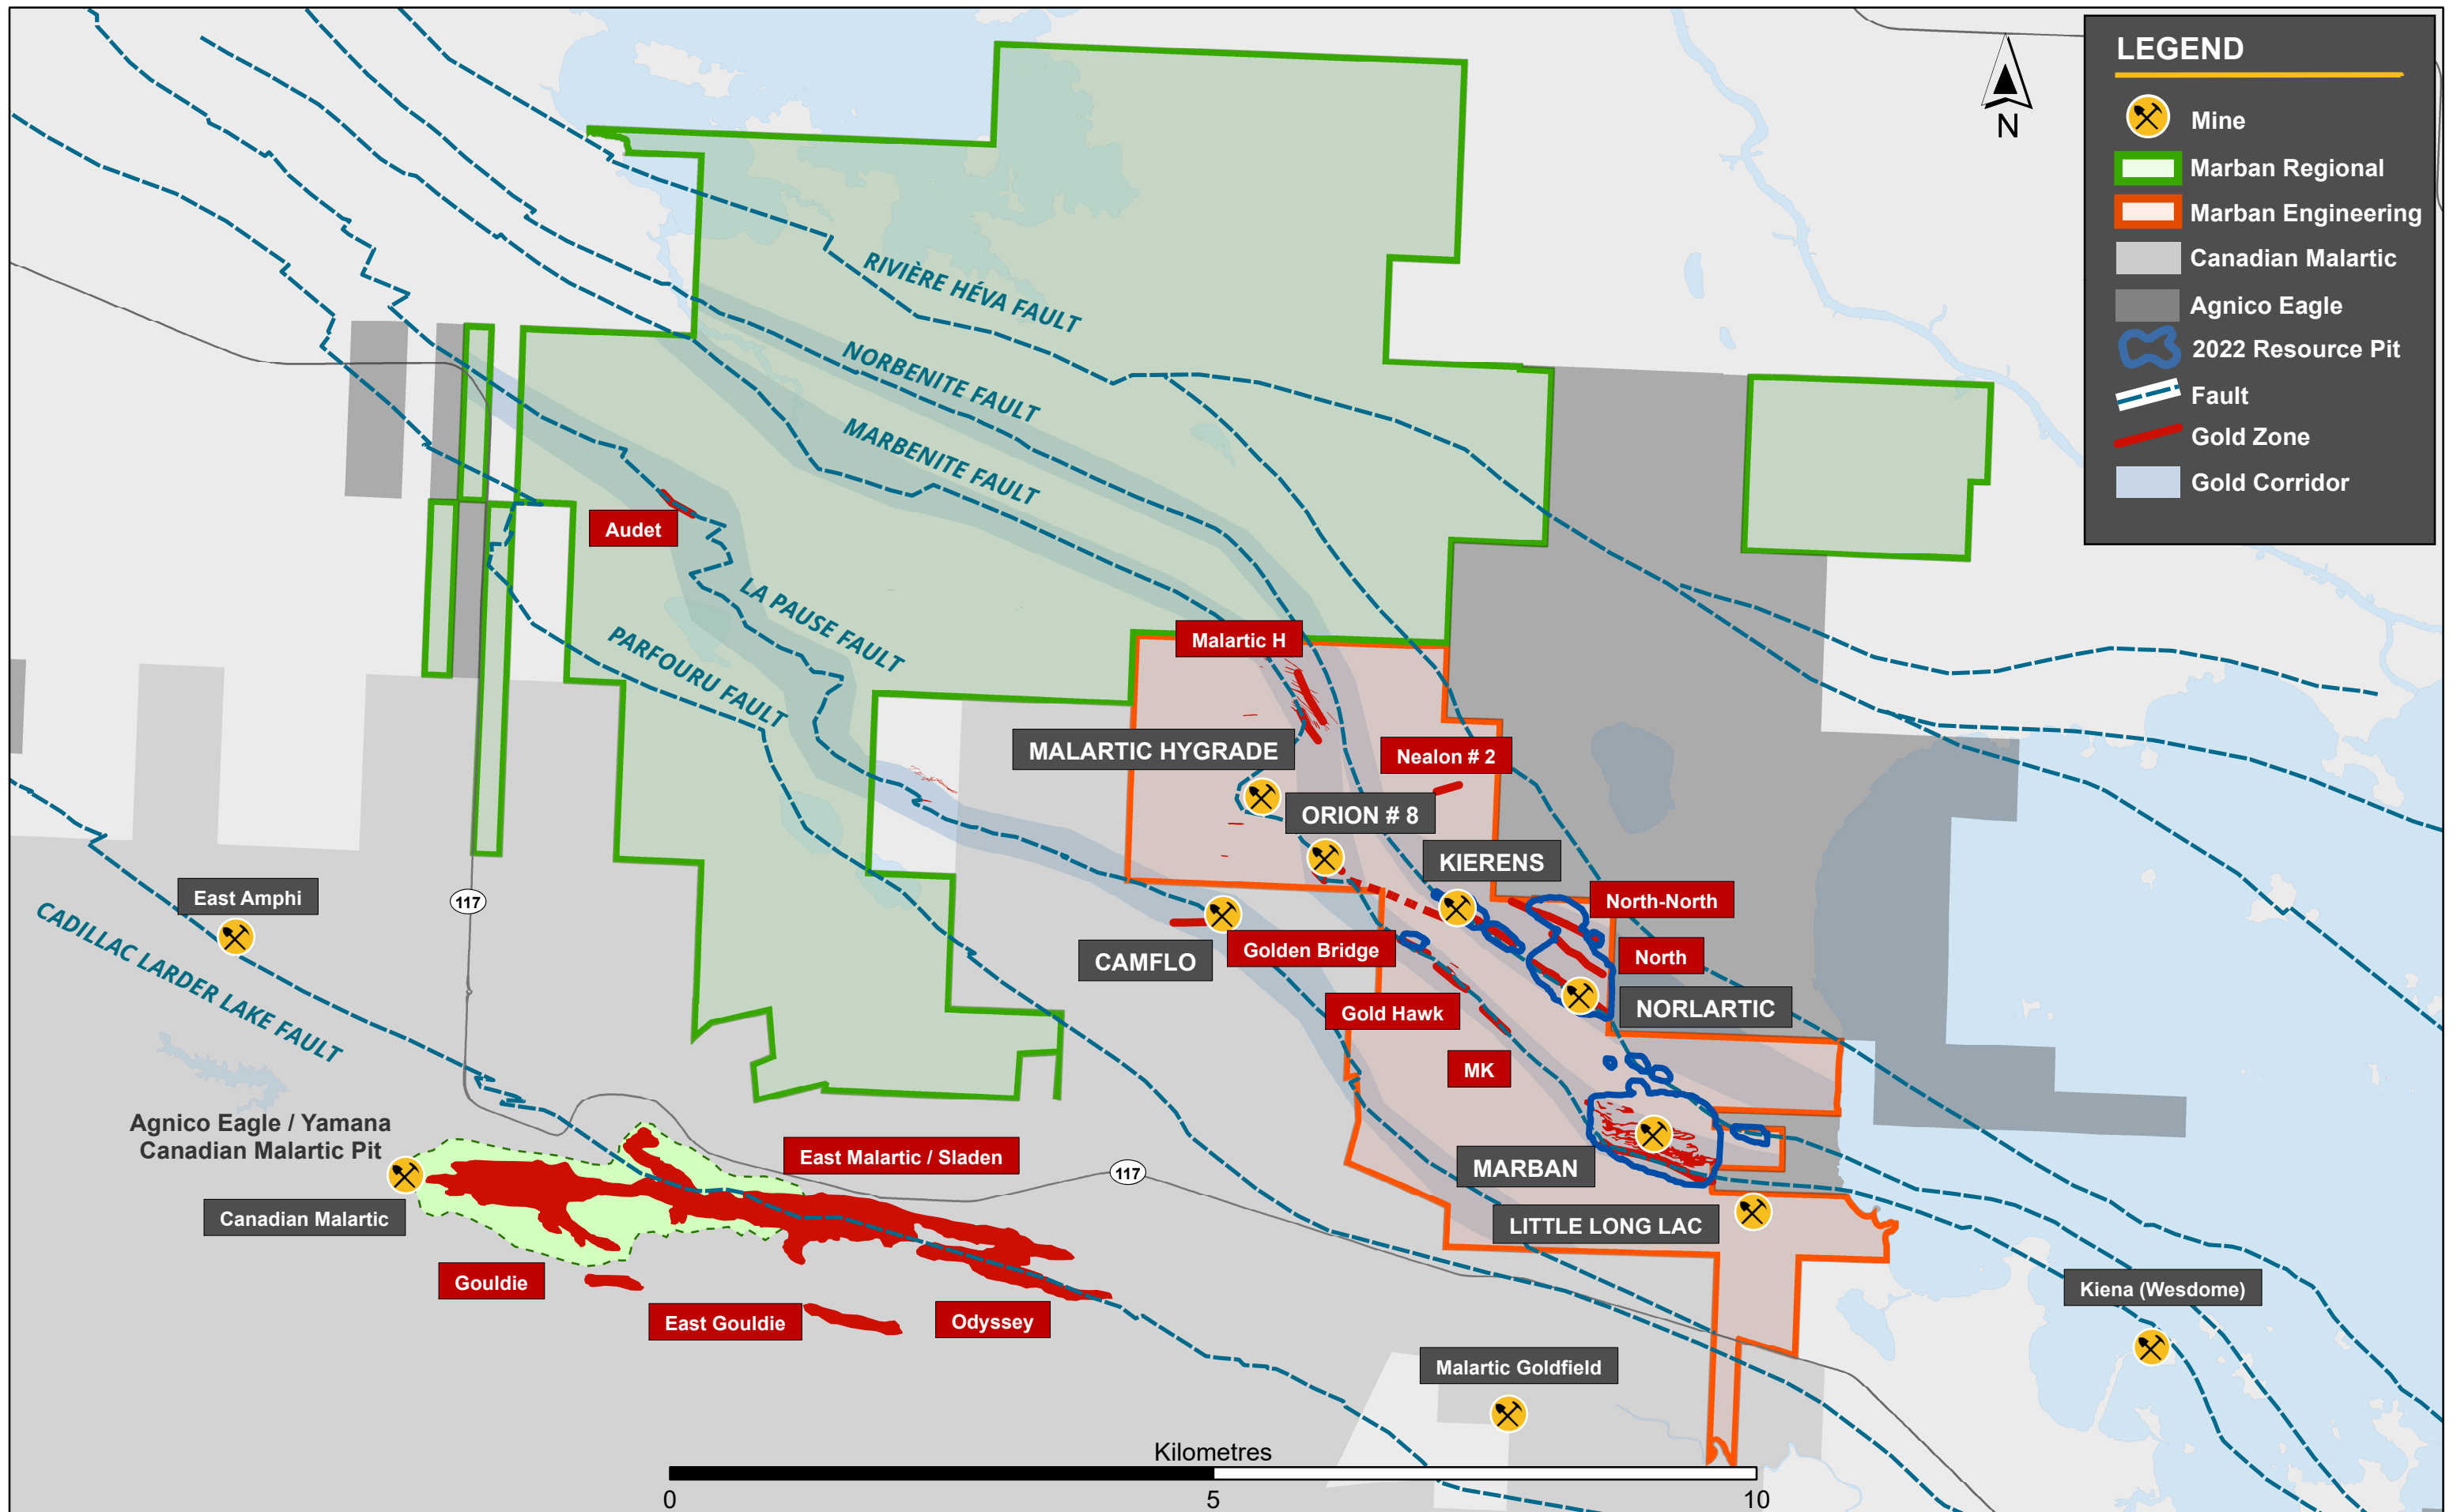 LEGEND
Mine
Marban Regional
Marban Engineering
Canadian Malartic
Agnico Eagle
2022 Resource Pit
Fault
Gold Zone
Gold Corridor
N
RIVIÈRE HÉVA FAULT
NORBENITE FAULT
MARBENITE FAULT
Audet
LA PAUSE FAULT
PARFOURU FAULT
Malartic H
MALARTIC HYGRADE
Nealon # 2
ORION # 8
KIERENS
North-North
East Amphi
117
CADILLAC LARDER LAKE FAULT
CAMFLO
Golden Bridge
North
Gold Hawk
NORLARTIC
MK
Agnico Eagle / Yamana
Canadian Malartic Pit
East Malartic / Sladen
117
MARBAN
Canadian Malartic
LITTLE LONG LAC
Gouldie
East Gouldie
Odyssey
Kiena (Wesdome)
Malartic Goldfield
Kilometres
0
5
10